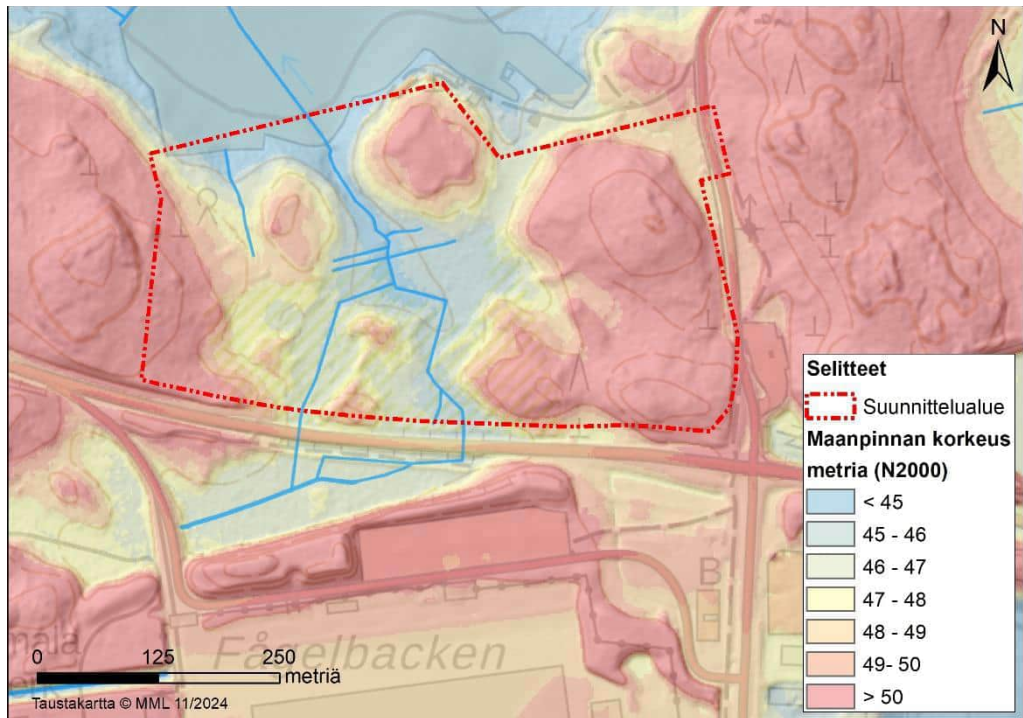 N
Selitteet
Suunnittelualue
Maanpinnan korkeus
metria (N2000)
< 45
45 - 46
46 - 47
47 - 48
48 - 49
49- 50
> 50
B
Fågelbacken
0 125 250
metriä
Taustakartta © MML 11/2024